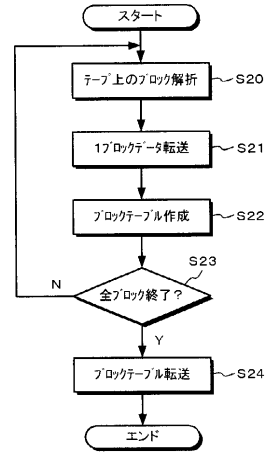 スタート
テープ上のブロック解折
S20
1ブロックデータ転送
S21
ブロックテーブル作成
S22
S23
全ブロック終了?
N
Y
ブロックテーブル転送
S24
エンド